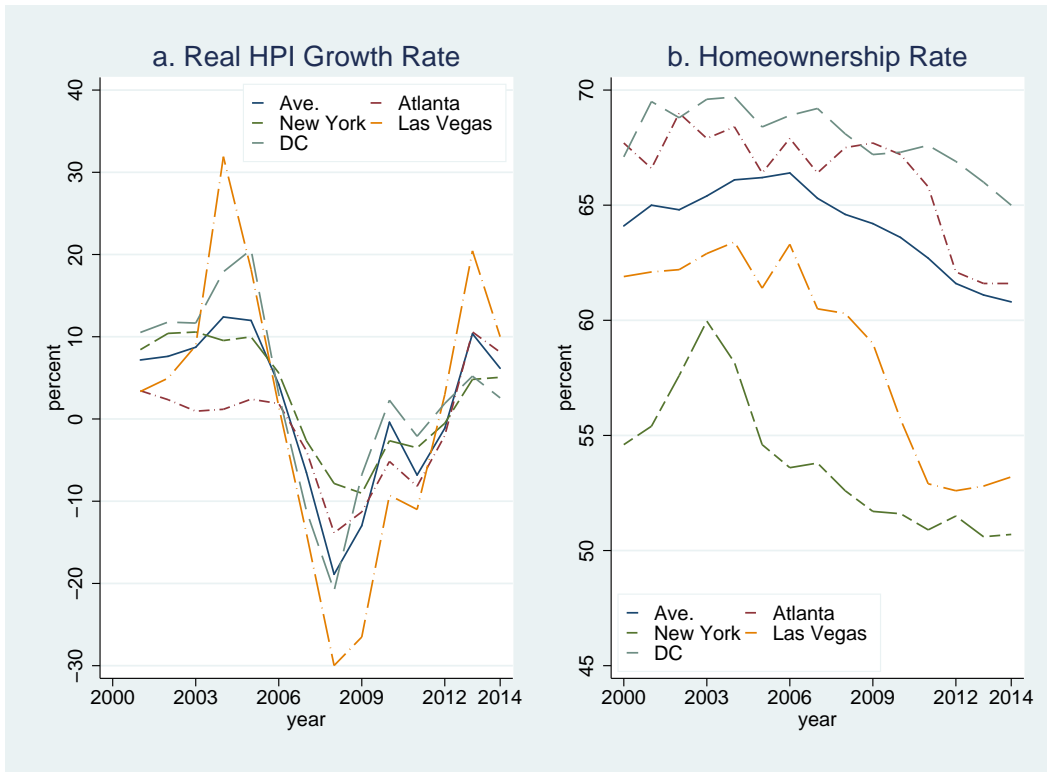 a. Real HPI Growth Rate
40
30
20
10
0
−10
−20
−30
percent
Ave.
Atlanta
New York
Las Vegas
DC
2000
2003
2006
2009
2012
2014
year
b. Homeownership Rate
70
65
60
55
50
45
percent
Ave.
Atlanta
New York
Las Vegas
DC
2000
2003
2006
2009
2012
2014
year